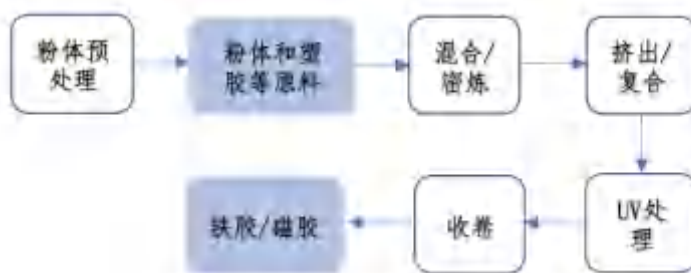 粉体预
处理
粉体和塑
胶等原料
混合/
密炼
挤出/
复合
UV处
理
收卷
铁胶/磁胶